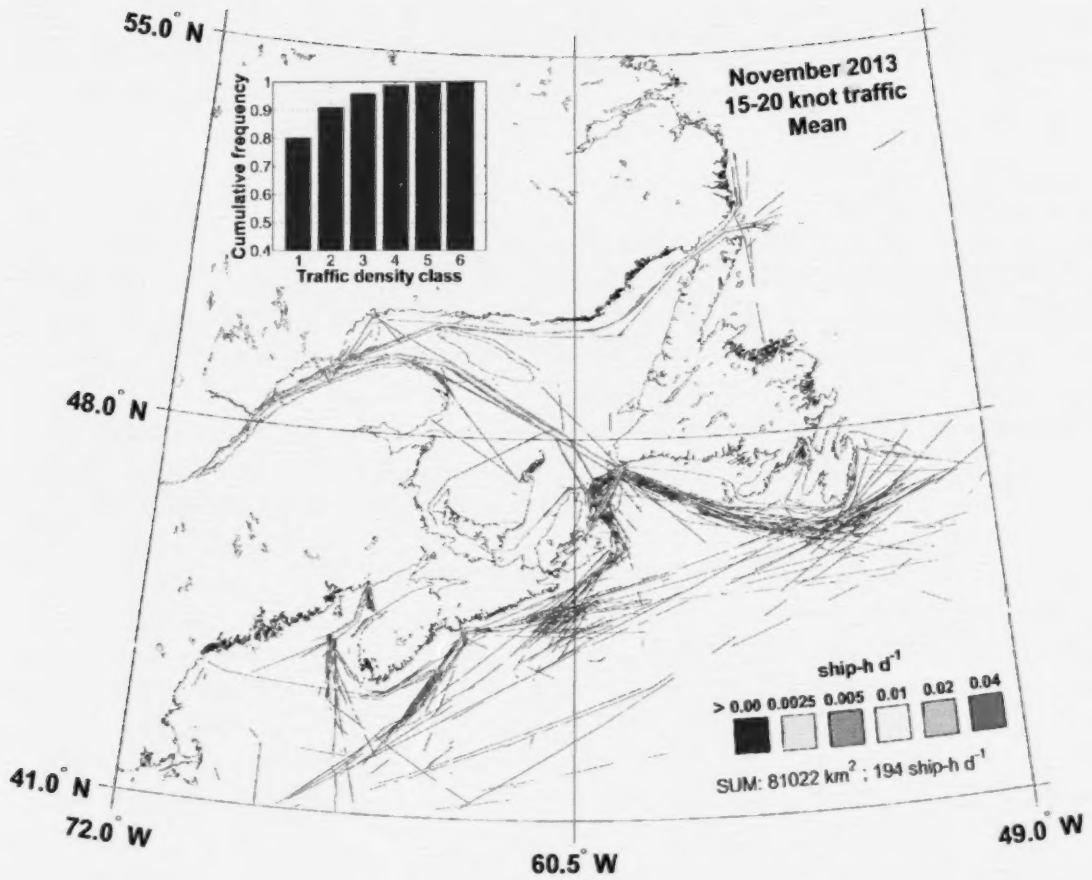 55.0° N
November 2013
15-20 knot traffic
Mean
Cumulative frequency
1
0.9
0.8
0.7
0.6
0.5
0.4
1 2 3 4 5 6
Traffic density class
48.0° N
ship-h d⁻¹
> 0.00 0.0025 0.005 0.01 0.02 0.04
SUM: 81022 km² ; 194 ship-h d⁻¹
41.0° N
72.0° W
60.5° W
49.0° W